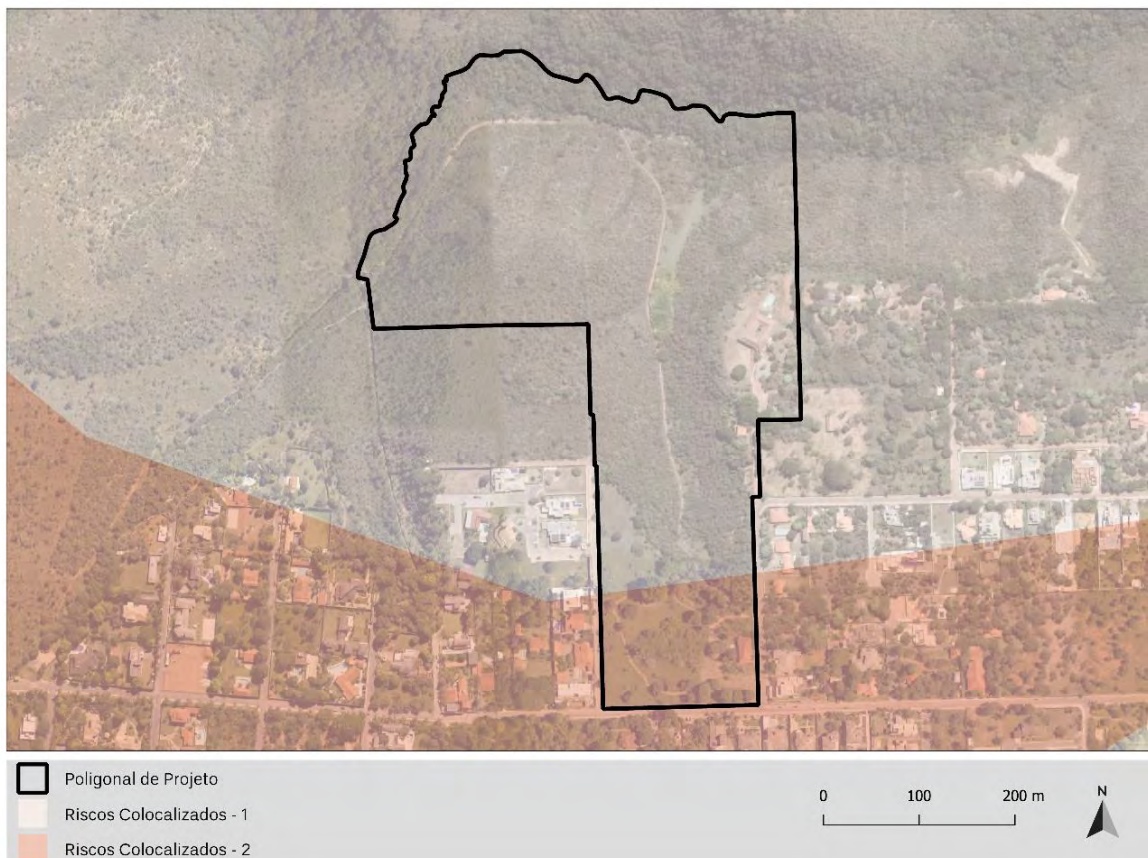 Poligonal de Projeto
Riscos Colocalizados - 1
Riscos Colocalizados - 2
0 100 200 m
N